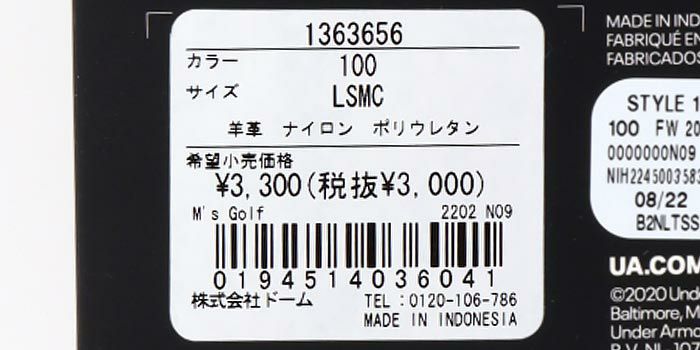 1363656
カラー 100
サイズ LSMC
羊革 ナイロン ポリウレタン
希望小売価格
¥3,300(税抜¥3,000)
M's Golf 2202 N09
0194514036041
株式会社ドーム TEL:0120-106-786
MADE IN INDONESIA
MADE IN IND
FABRIQUÉ EN
FABRICADOS
STYLE 1
100 FW 20
0000000N09
NIH2245003583
08/22
B2NLTSS
UA.COM
©2020 Und
Baltimore, M
Under Armo